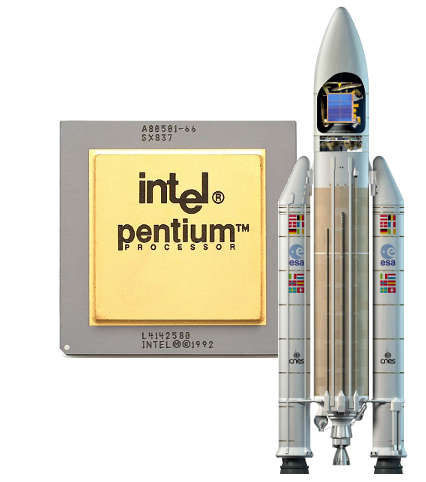 A80501-66
SX837
intel®
pentium™
PROCESSOR
L4142580
INTEL Ⓜ©1992
esa
esa
cnes
cnes